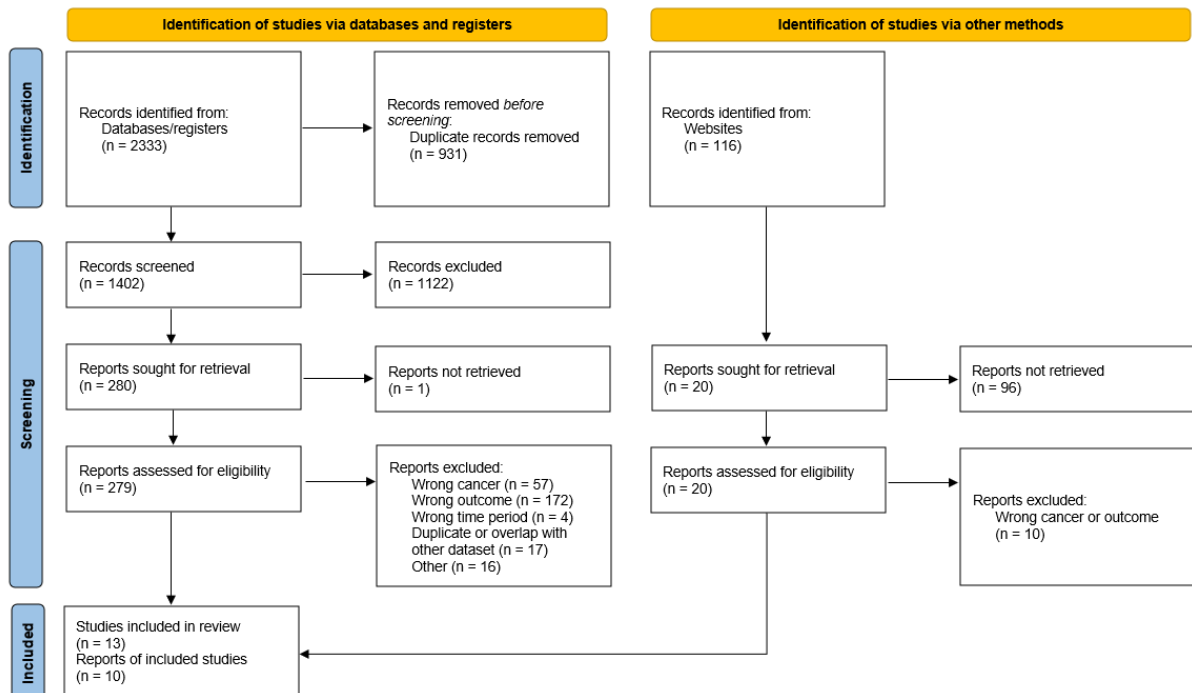 Identification of studies via databases and registers
Identification of studies via other methods
Identification
Records identified from:
Databases/registers
(n = 2333)
Records removed before
screening:
Duplicate records removed
(n = 931)
Records identified from:
Websites
(n = 116)
Screening
Records screened
(n = 1402)
Records excluded
(n = 1122)
Reports sought for retrieval
(n = 280)
Reports not retrieved
(n = 1)
Reports sought for retrieval
(n = 20)
Reports not retrieved
(n = 96)
Reports assessed for eligibility
(n = 279)
Reports excluded:
Wrong cancer (n = 57)
Wrong outcome (n = 172)
Wrong time period (n = 4)
Duplicate or overlap with
other dataset (n = 17)
Other (n = 16)
Reports assessed for eligibility
(n = 20)
Reports excluded:
Wrong cancer or outcome
(n = 10)
Included
Studies included in review
(n = 13)
Reports of included studies
(n = 10)